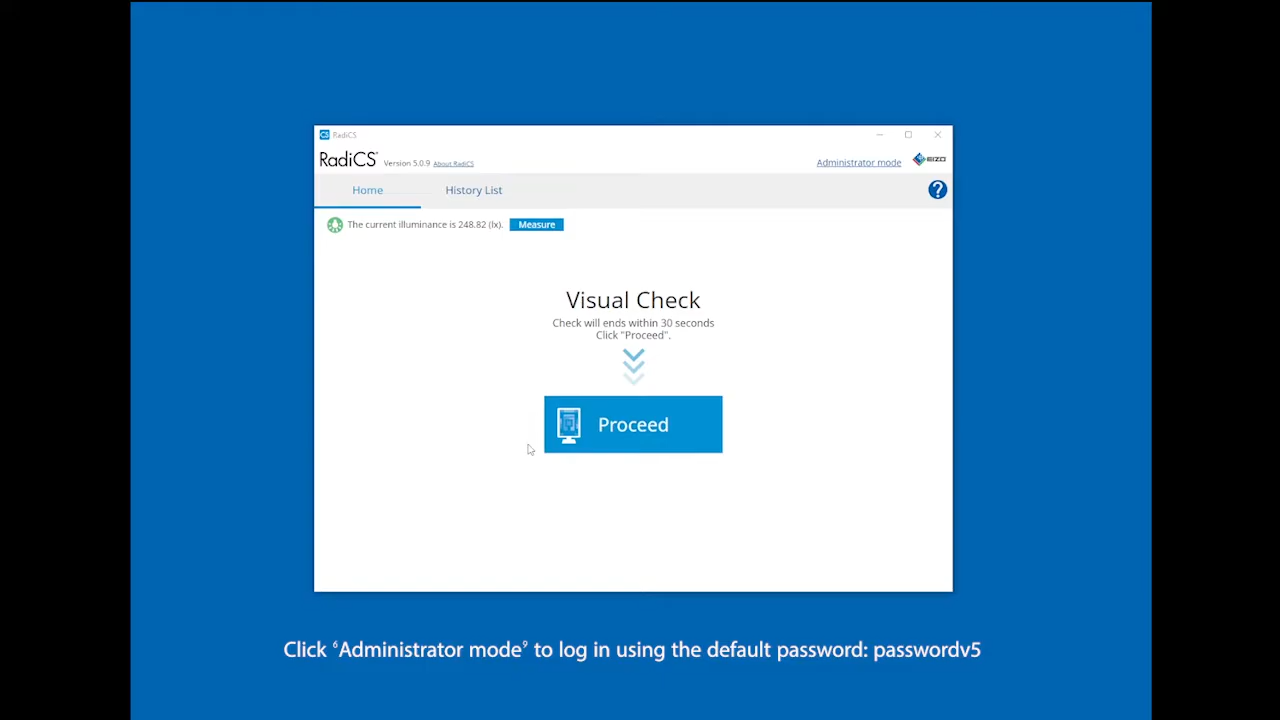 RadiCS
RadiCS® Version 5.0.9 About RadiCS
Administrator mode
EIZO
Home
History List
?
The current illuminance is 248.82 (lx).
Measure
Visual Check
Check will ends within 30 seconds
Click "Proceed".
Proceed
Click ‘Administrator mode’ to log in using the default password: passwordv5